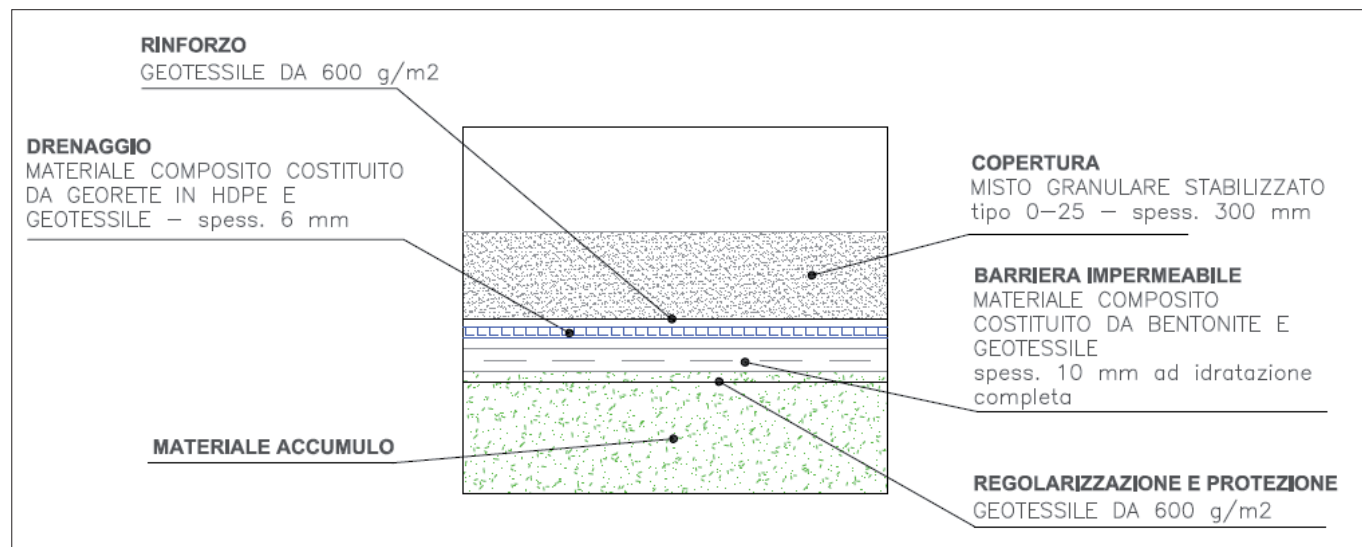 RINFORZO
GEOTESSILE DA 600 g/m2
DRENAGGIO
MATERIALE COMPOSITO COSTITUITO
DA GEORETE IN HDPE E
GEOTESSILE – spess. 6 mm
MATERIALE ACCUMULO
COPERTURA
MISTO GRANULARE STABILIZZATO
tipo 0–25 – spess. 300 mm
BARRIERA IMPERMEABILE
MATERIALE COMPOSITO
COSTITUITO DA BENTONITE E
GEOTESSILE
spess. 10 mm ad idratazione
completa
REGOLARIZZAZIONE E PROTEZIONE
GEOTESSILE DA 600 g/m2